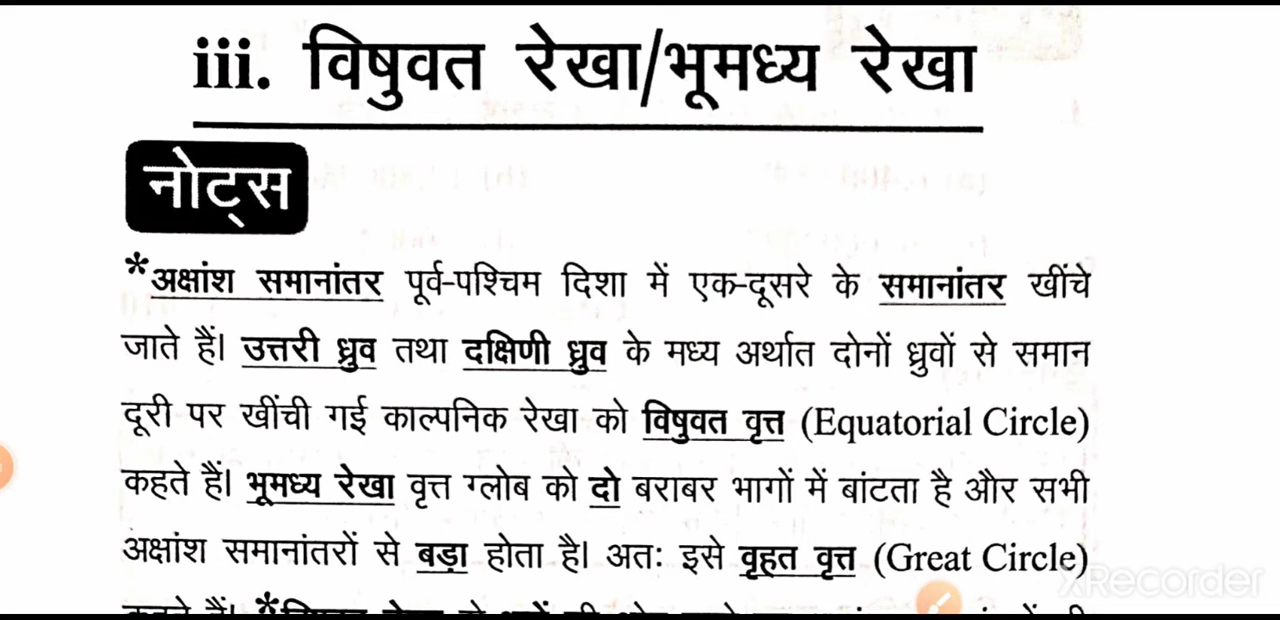 iii. विषुवत रेखा/भूमध्य रेखा
नोट्स
*अक्षांश समानांतर पूर्व-पश्चिम दिशा में एक-दूसरे के समानांतर खींचे
जाते हैं। उत्तरी ध्रुव तथा दक्षिणी ध्रुव के मध्य अर्थात दोनों ध्रुवों से समान
दूरी पर खींची गई काल्पनिक रेखा को विषुवत वृत्त (Equatorial Circle)
कहते हैं। भूमध्य रेखा वृत्त ग्लोब को दो बराबर भागों में बांटता है और सभी
अक्षांश समानांतरों से बड़ा होता है। अतः इसे वृहत वृत्त (Great Circle)
XRecorder